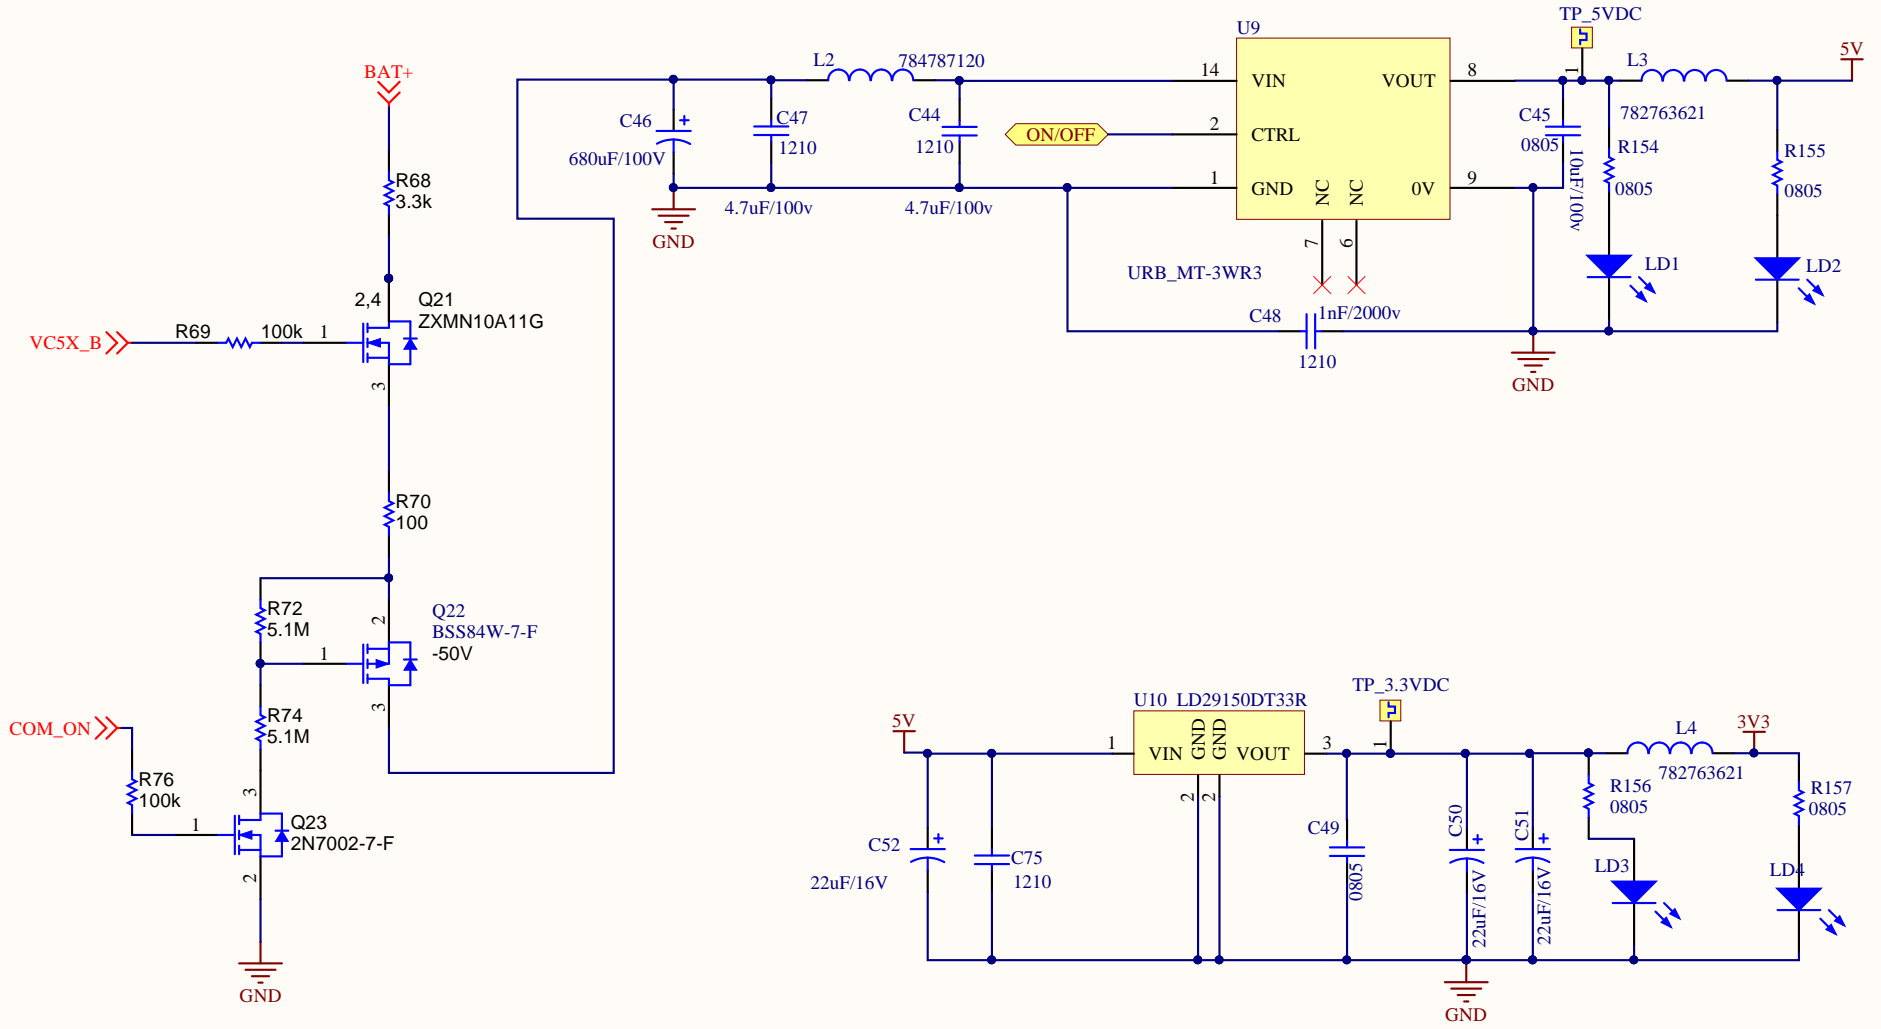 BAT+
R68
3.3k
2,4
Q21
ZXMN10A11G
VC5X_B
R69
100k
1
3
R70
100
R72
5.1M
2
Q22
BSS84W-7-F
-50V
1
3
COM_ON
R74
5.1M
R76
100k
3
1
Q23
2N7002-7-F
2
GND
C46
680uF/100V
C47
1210
4.7uF/100v
L2
784787120
C44
1210
4.7uF/100v
GND
ON/OFF
U9
14
VIN
2
CTRL
1
GND
NC
NC
7
6
VOUT
8
0V
9
URB_MT-3WR3
C48
1nF/2000v
1210
TP_5VDC
1
C45
0805
10uF/100v
L3
782763621
5V
R154
0805
R155
0805
LD1
LD2
GND
5V
C52
22uF/16V
C75
1210
U10 LD29150DT33R
1
VIN
GND
GND
VOUT
3
2
2
TP_3.3VDC
1
C49
0805
C50
22uF/16V
C51
22uF/16V
L4
782763621
3V3
R156
0805
R157
0805
LD3
LD4
GND